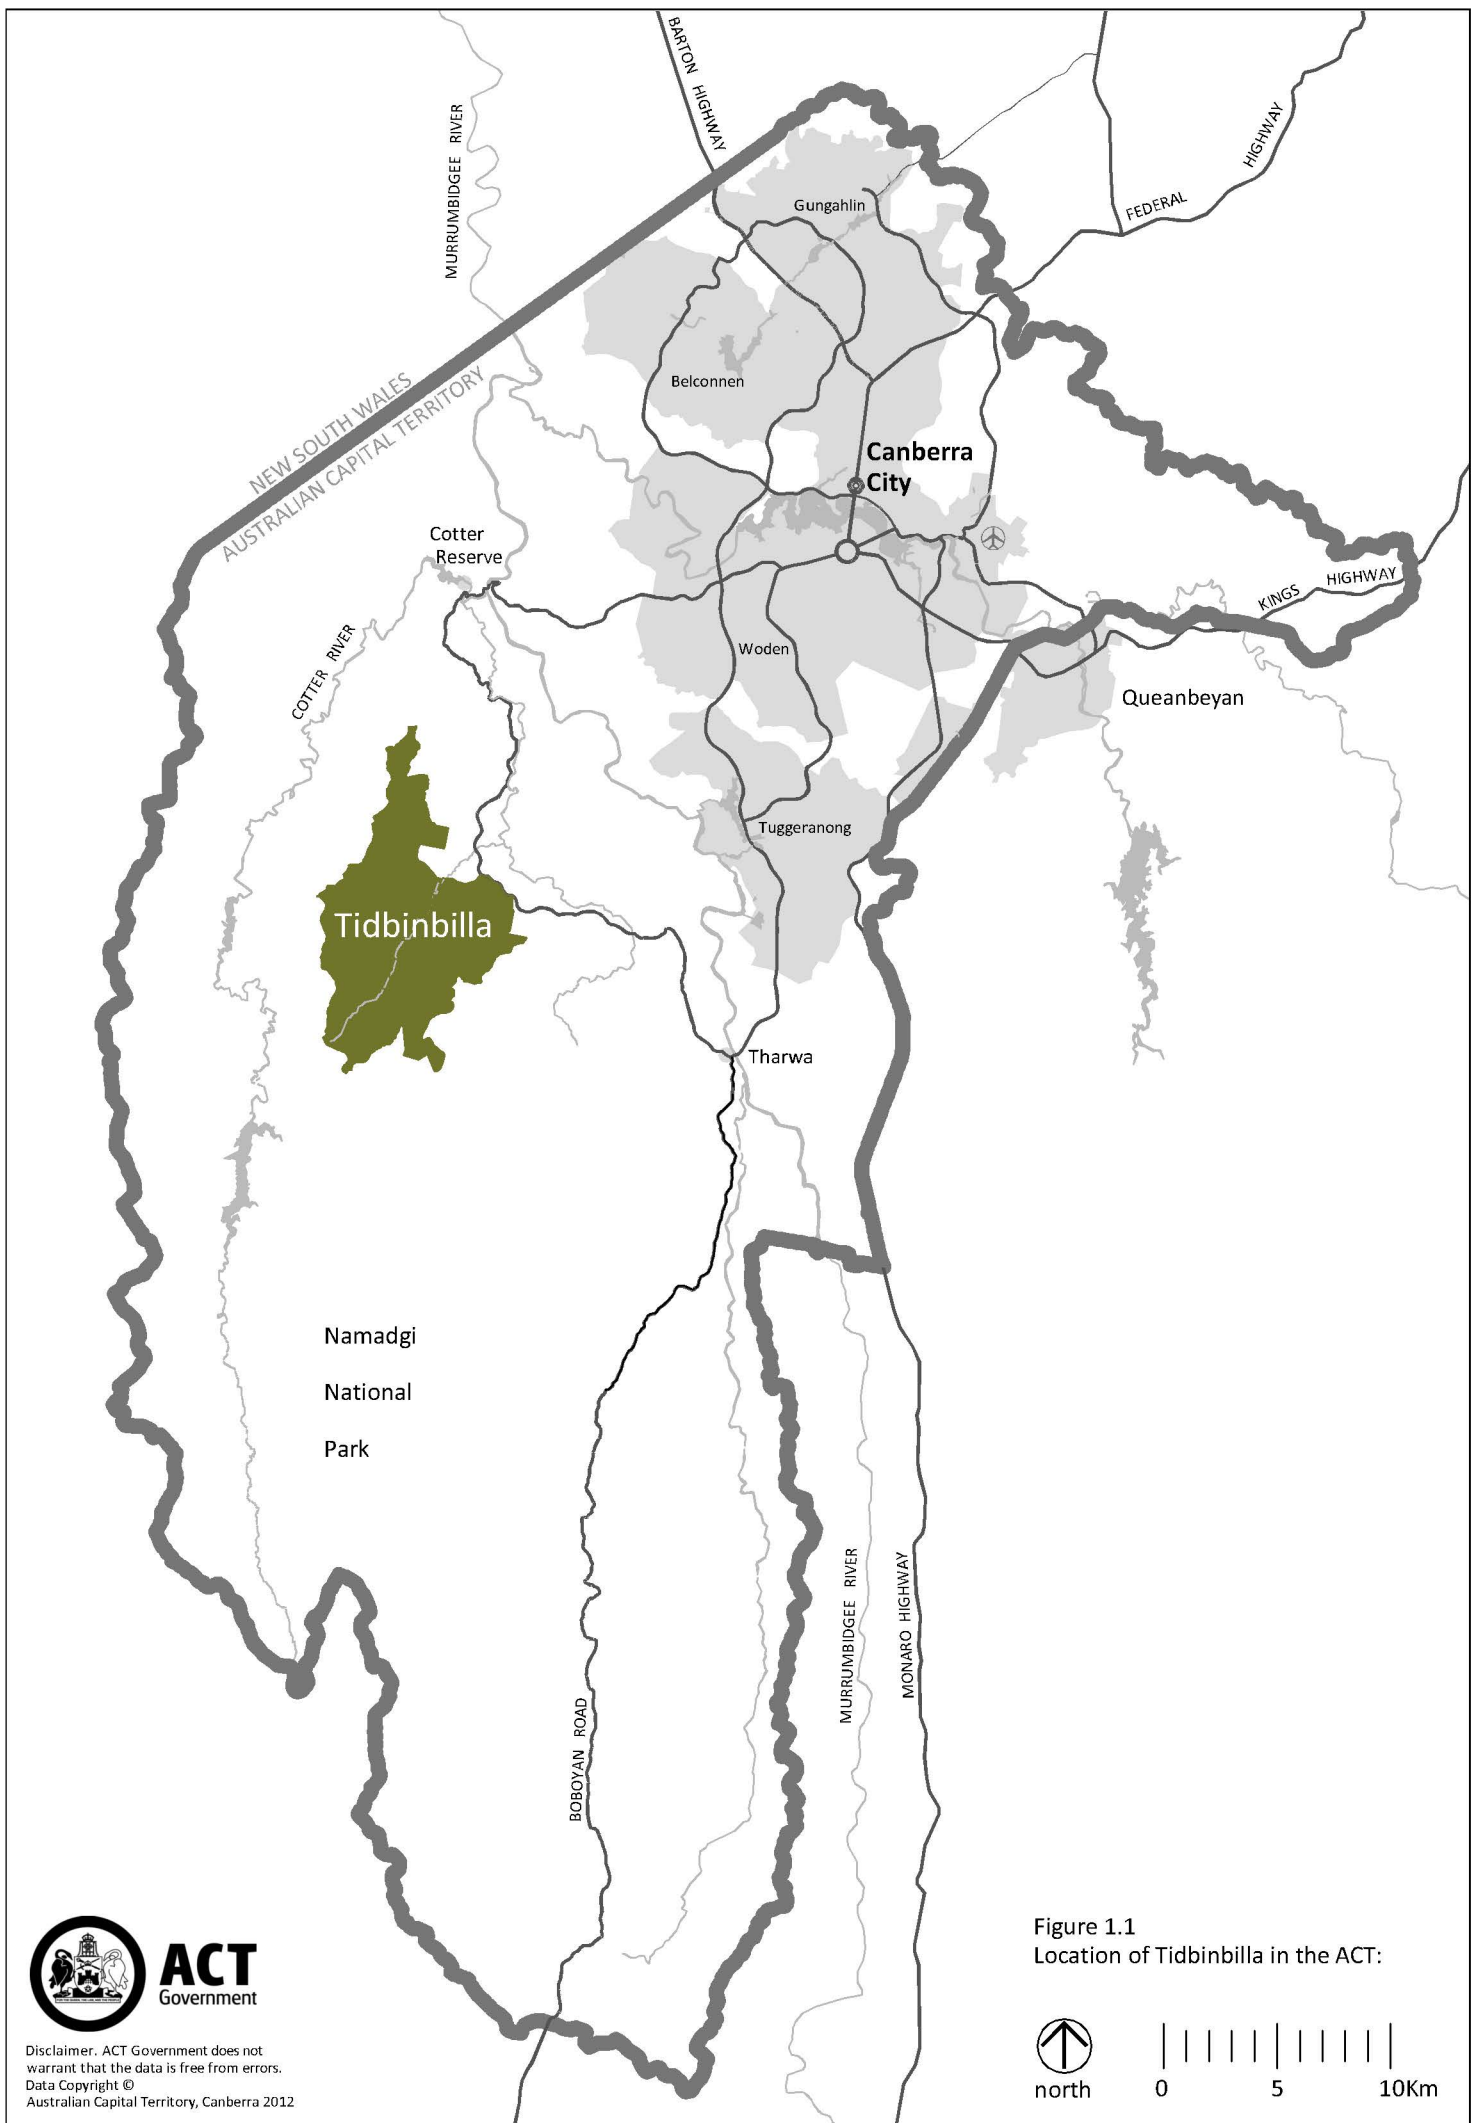 BARTON HIGHWAY
MURRUMBIDGEE RIVER
HIGHWAY
FEDERAL
Gungahlin
Belconnen
NEW SOUTH WALES
AUSTRALIAN CAPITAL TERRITORY
Canberra
City
Cotter
Reserve
KINGS HIGHWAY
COTTER RIVER
Woden
Queanbeyan
Tuggeranong
Tidbinbilla
Tharwa
Namadgi
National
Park
MURRUMBIDGEE RIVER
MONARO HIGHWAY
BOBOYAN ROAD
Figure 1.1
Location of Tidbinbilla in the ACT:
ACT
Government
Disclaimer. ACT Government does not
warrant that the data is free from errors.
Data Copyright ©
Australian Capital Territory, Canberra 2012
north
0 5 10Km